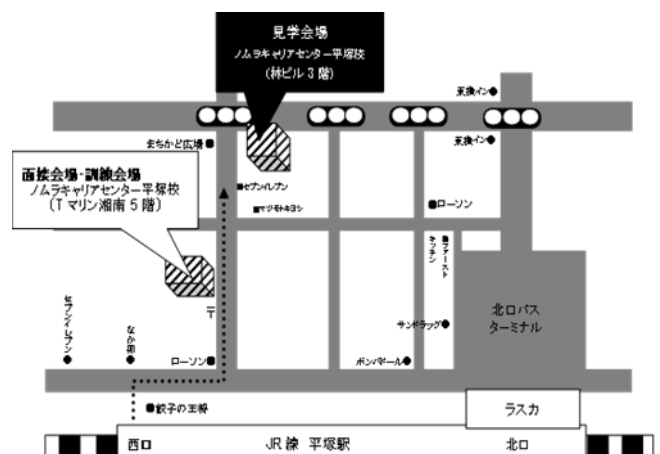 見学会場
ノムラキャリアセンター平塚校
(林ビル3階)
東横イン
まちかど広場
東横イン
面接会場・訓練会場
ノムラキャリアセンター平塚校
(Tマリン湘南5階)
セブンイレブン
マツモトキヨシ
ローソン
ファースト
キッチン
〒
北口バス
ターミナル
セブンイレブン
なか卯
ローソン
サンドラッグ
ポンパドール
餃子の王将
ラスカ
西口
JR線 平塚駅
北口